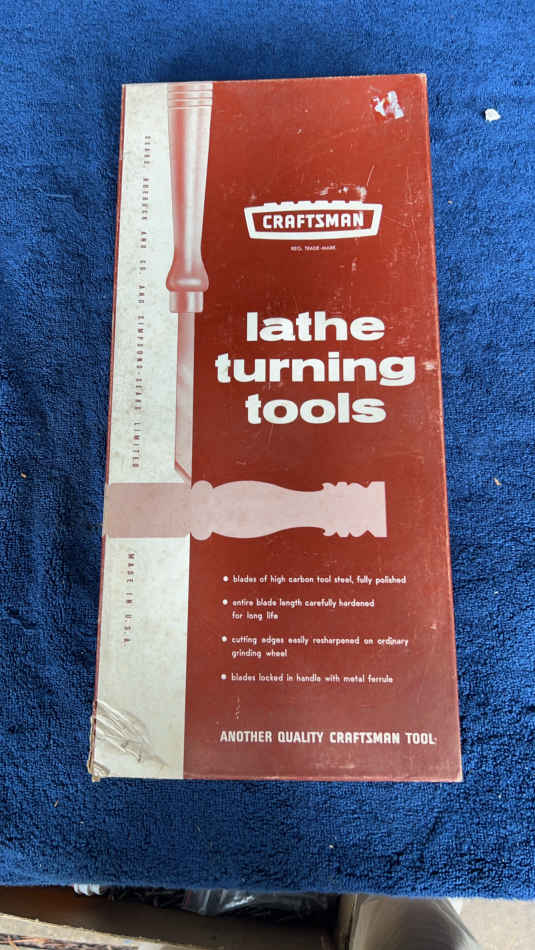 CRAFTSMAN
REG. TRADE-MARK
lathe
turning
tools
• blades of high carbon tool steel, fully polished
• entire blade length carefully hardened
for long life
• cutting edges easily resharpened on ordinary
grinding wheel
• blades locked in handle with metal ferrule
ANOTHER QUALITY CRAFTSMAN TOOL
SEARS, ROEBUCK AND CO. AND SIMPSONS-SEARS LIMITED
MADE IN U.S.A.